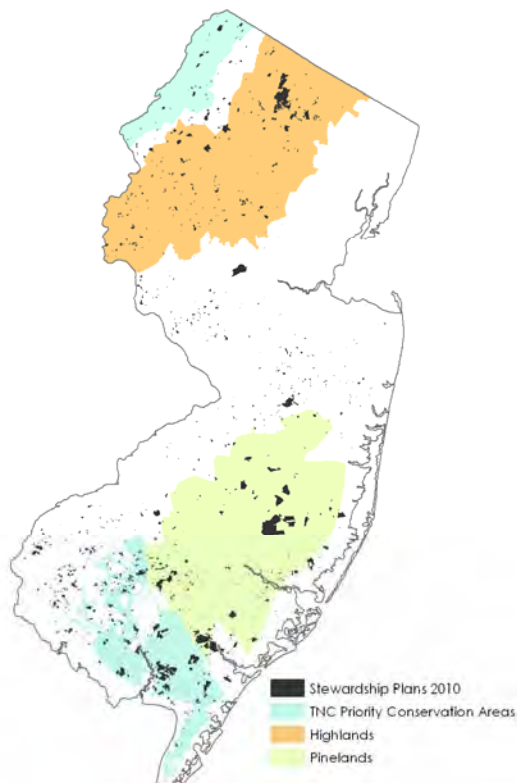 Stewardship Plans 2010
TNC Priority Conservation Areas
Highlands
Pinelands